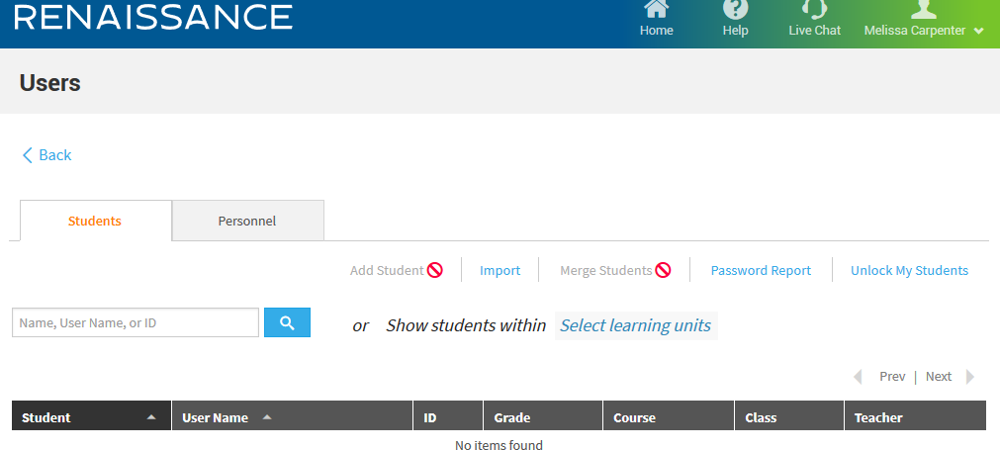 RENAISSANCE
Home Help Live Chat Melissa Carpenter
Users
Back
Students Personnel
Add Student Import Merge Students Password Report Unlock My Students
Name, User Name, or ID or Show students within Select learning units
Prev | Next
Student User Name ID Grade Course Class Teacher
No items found